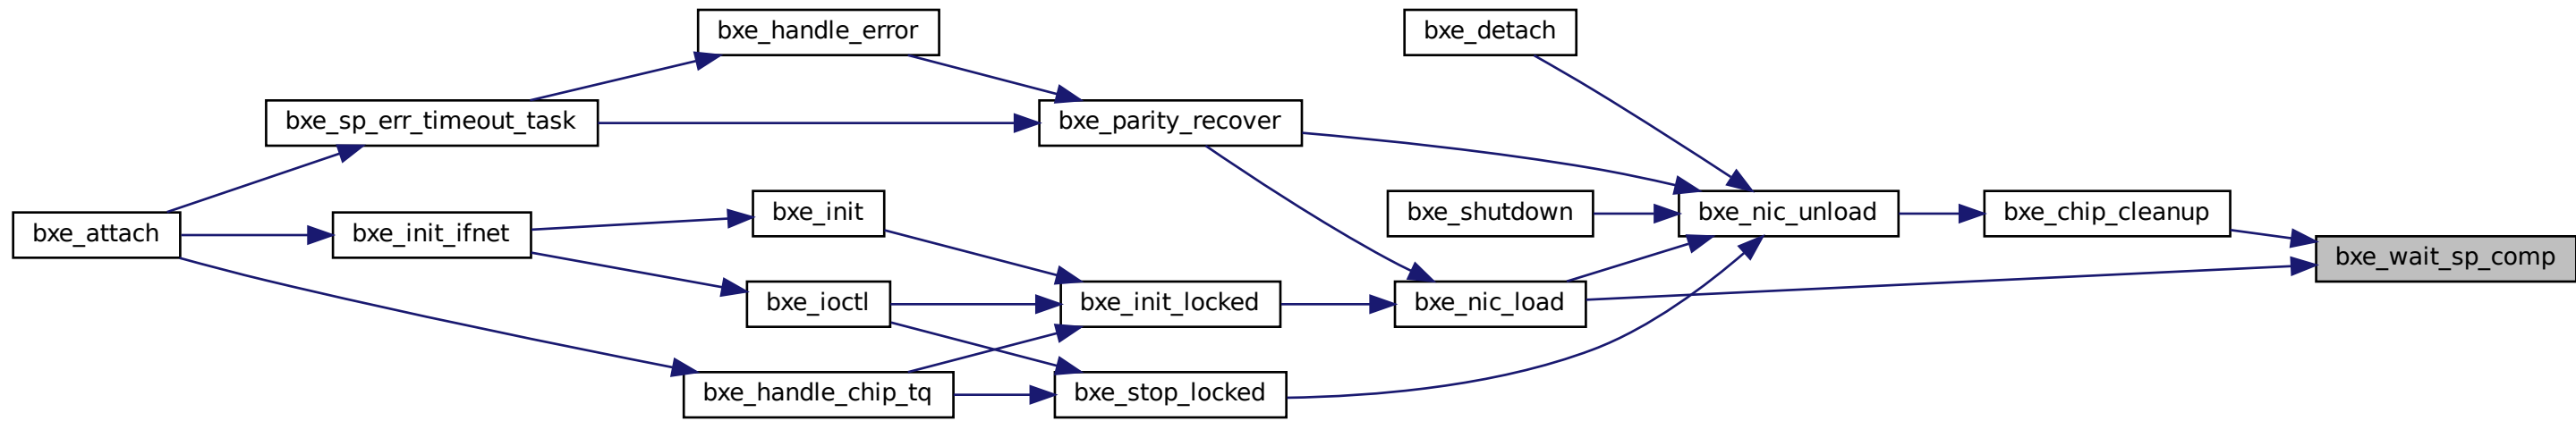 bxe_handle_error
bxe_detach
bxe_sp_err_timeout_task
bxe_parity_recover
bxe_attach
bxe_init_ifnet
bxe_init
bxe_shutdown
bxe_nic_unload
bxe_chip_cleanup
bxe_wait_sp_comp
bxe_ioctl
bxe_init_locked
bxe_nic_load
bxe_handle_chip_tq
bxe_stop_locked